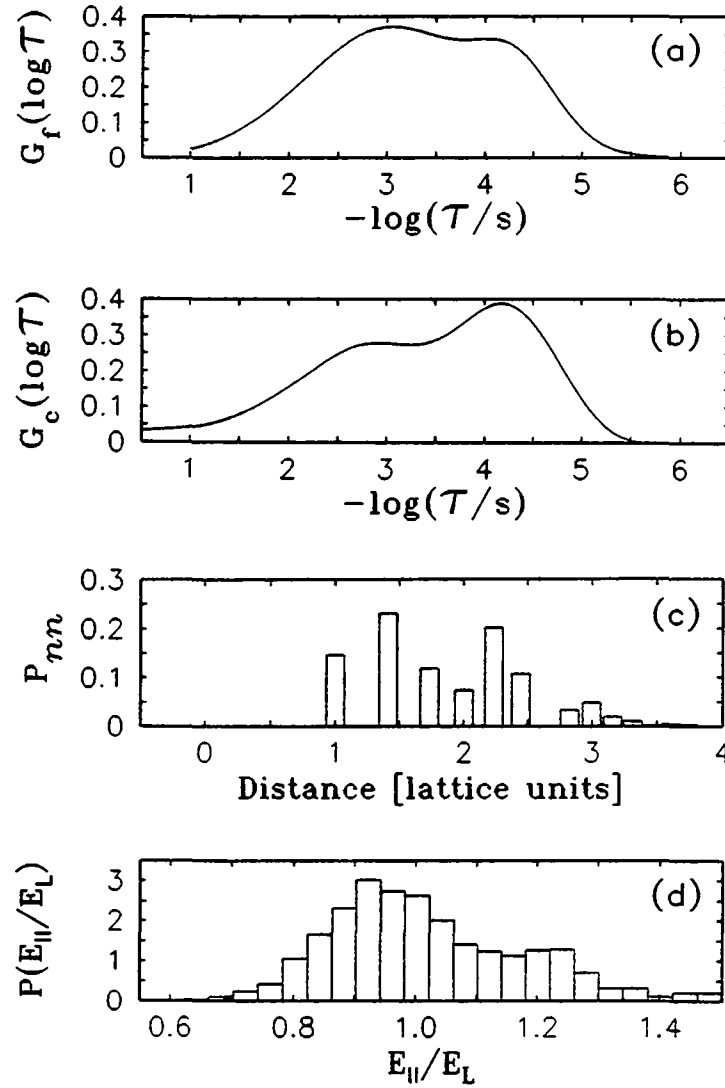 0.4
(a)
0.3
0.2
0.1
0
G_f(log τ)
1 2 3 4 5 6
−log(τ/s)
0.4
(b)
0.3
0.2
0.1
0
G_c(log τ)
1 2 3 4 5 6
−log(τ/s)
0.3
(c)
0.2
0.1
0
P_nn
0 1 2 3 4
Distance [lattice units]
3
(d)
2
1
0
P(E_||/E_L)
0.6 0.8 1.0 1.2 1.4
E_||/E_L